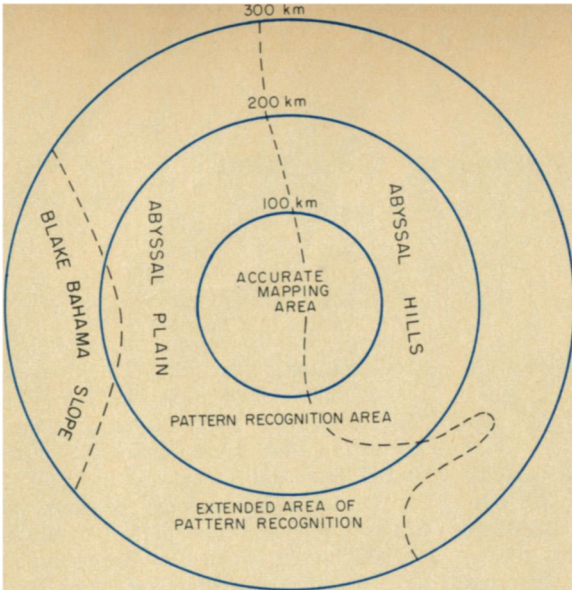 300 km
200 km
100 km
ABYSSAL HILLS
ABYSSAL PLAIN
BLAKE BAHAMA SLOPE
ACCURATE
MAPPING
AREA
PATTERN RECOGNITION AREA
EXTENDED AREA OF
PATTERN RECOGNITION